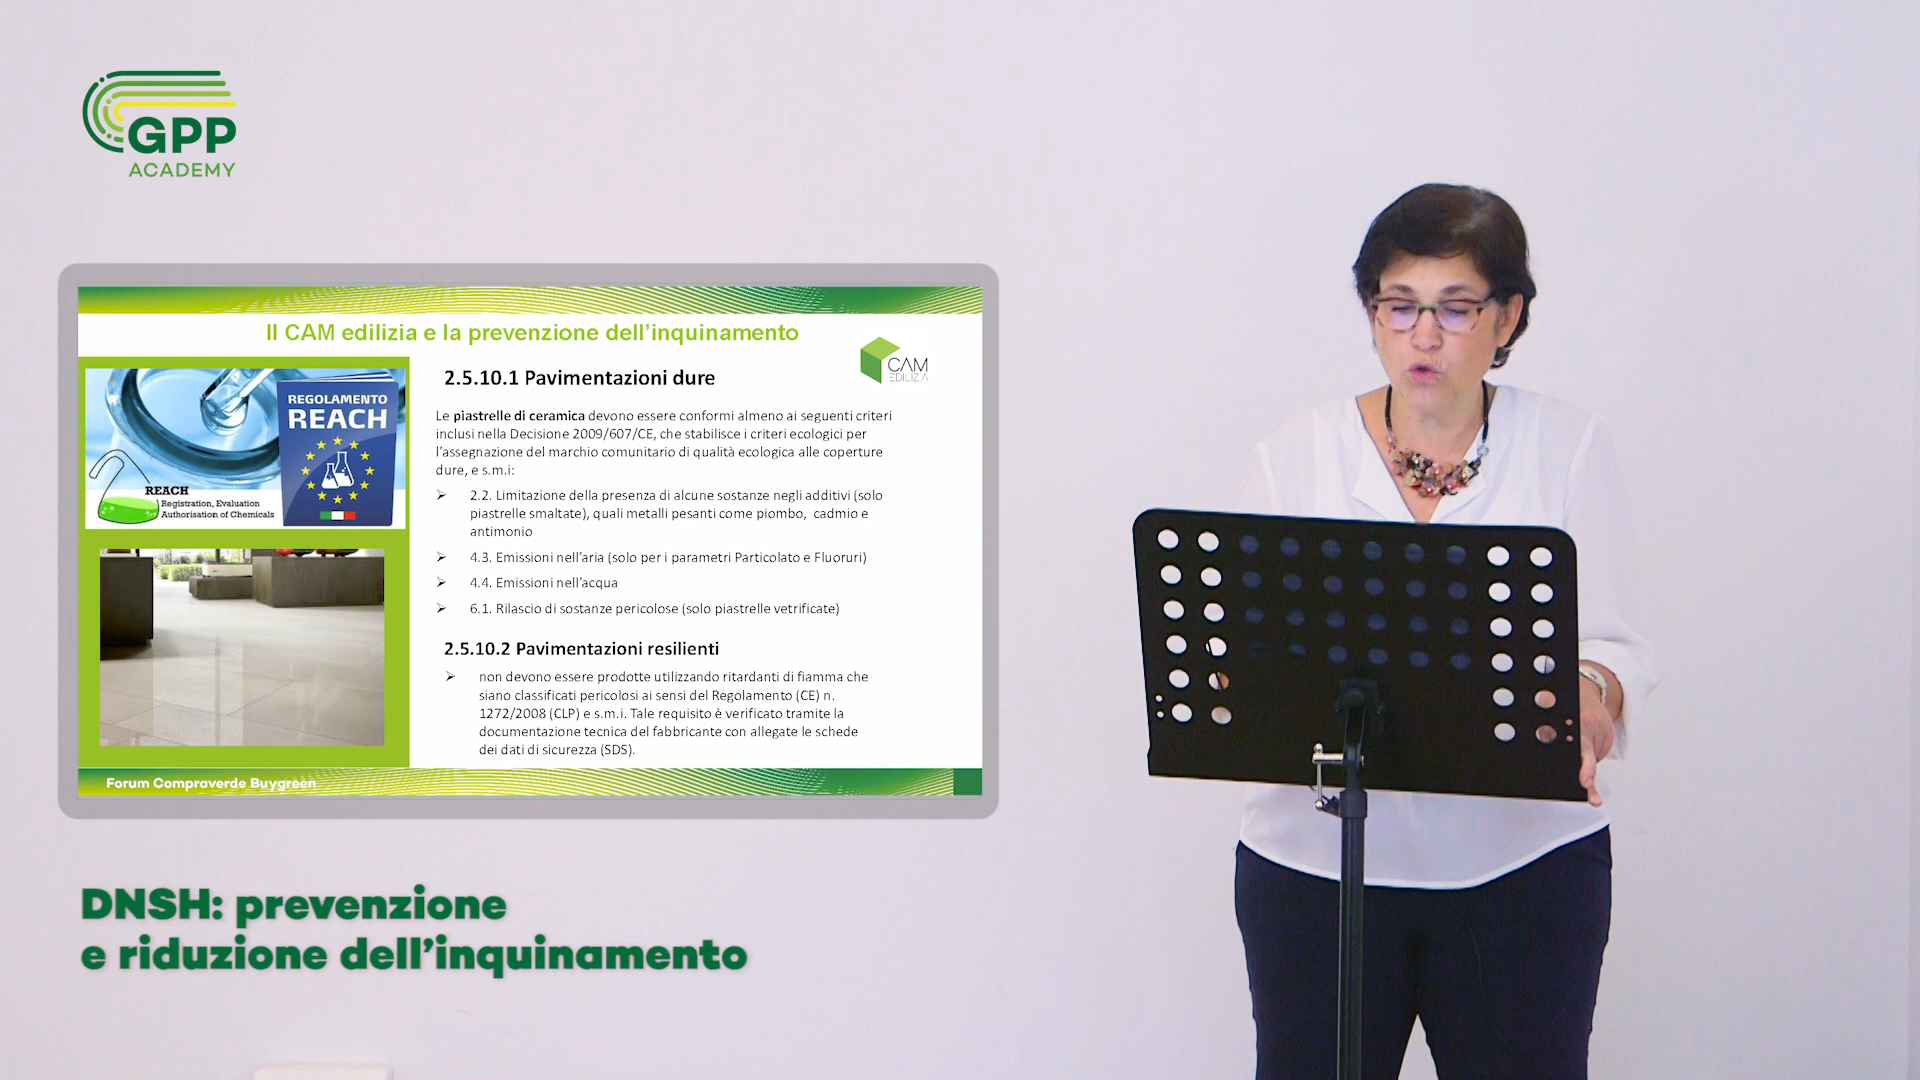 GPP
ACADEMY
Il CAM edilizia e la prevenzione dell'inquinamento
CAM
EDILIZIA
REGOLAMENTO
REACH
REACH
Registration, Evaluation
Authorisation of Chemicals
2.5.10.1 Pavimentazioni dure
Le piastrelle di ceramica devono essere conformi almeno ai seguenti criteri
inclusi nella Decisione 2009/607/CE, che stabilisce i criteri ecologici per
l'assegnazione del marchio comunitario di qualità ecologica alle coperture
dure, e s.m.i:
➢ 2.2. Limitazione della presenza di alcune sostanze negli additivi (solo
piastrelle smaltate), quali metalli pesanti come piombo, cadmio e
antimonio
➢ 4.3. Emissioni nell'aria (solo per i parametri Particolato e Fluoruri)
➢ 4.4. Emissioni nell'acqua
➢ 6.1. Rilascio di sostanze pericolose (solo piastrelle vetrificate)
2.5.10.2 Pavimentazioni resilienti
➢ non devono essere prodotte utilizzando ritardanti di fiamma che
siano classificati pericolosi ai sensi del Regolamento (CE) n.
1272/2008 (CLP) e s.m.i. Tale requisito è verificato tramite la
documentazione tecnica del fabbricante con allegate le schede
dei dati di sicurezza (SDS).
Forum Compraverde Buygreen
DNSH: prevenzione
e riduzione dell'inquinamento